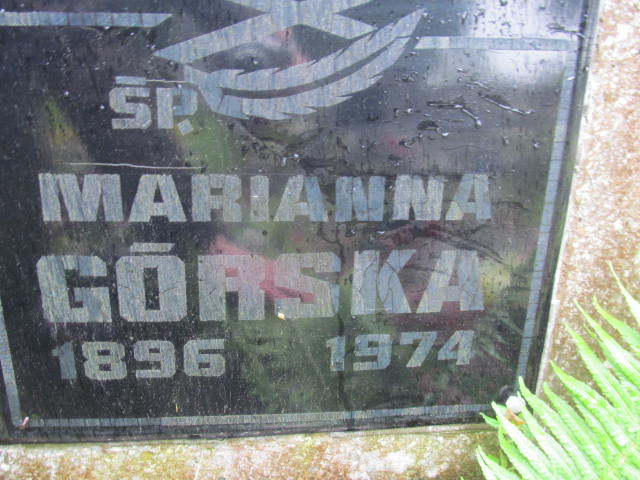 ŚP.
MARIANNA
GÓRSKA
1896 1974